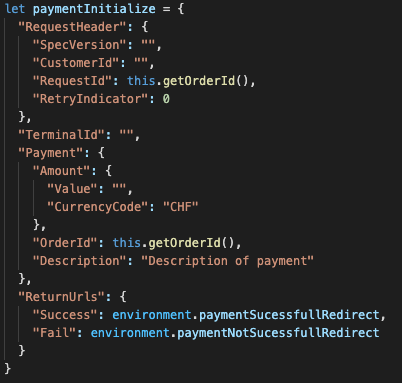 let paymentInitialize = {
"RequestHeader": {
"SpecVersion": "",
"CustomerId": "",
"RequestId": this.getOrderId(),
"RetryIndicator": 0
},
"TerminalId": "",
"Payment": {
"Amount": {
"Value": "",
"CurrencyCode": "CHF"
},
"OrderId": this.getOrderId(),
"Description": "Description of payment"
},
"ReturnUrls": {
"Success": environment.paymentSucessfullRedirect,
"Fail": environment.paymentNotSucessfullRedirect
}
}